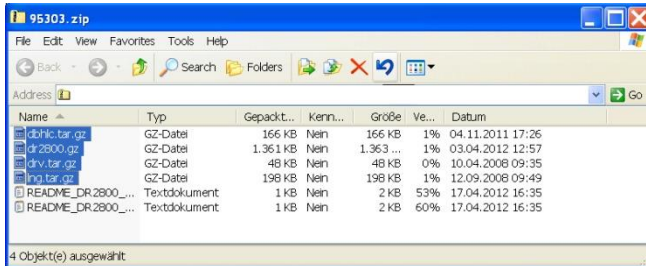 95303.zip
File Edit View Favorites Tools Help
Back Search Folders
Address Go
Name Typ Gepackt... Kenn... Größe Ve... Datum
dbhlc.tar.gz GZ-Datei 166 KB Nein 166 KB 1% 04.11.2011 17:26
dr2800.gz GZ-Datei 1.361 KB Nein 1.363 ... 1% 03.04.2012 12:57
drv.tar.gz GZ-Datei 48 KB Nein 48 KB 0% 10.04.2008 09:35
lng.tar.gz GZ-Datei 198 KB Nein 198 KB 1% 12.09.2008 09:49
README_DR2800_... Textdokument 1 KB Nein 2 KB 53% 17.04.2012 16:35
README_DR2800_... Textdokument 1 KB Nein 2 KB 60% 17.04.2012 16:35
4 Objekt(e) ausgewählt